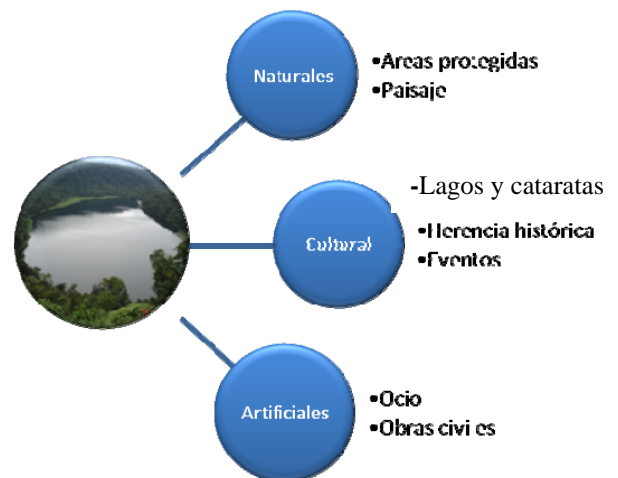 Naturales
•Areas protegidas
•Paisaje
-Lagos y cataratas
Cultural
•Herencia histórica
•Eventos
Artificiales
•Ocio
•Obras civiles